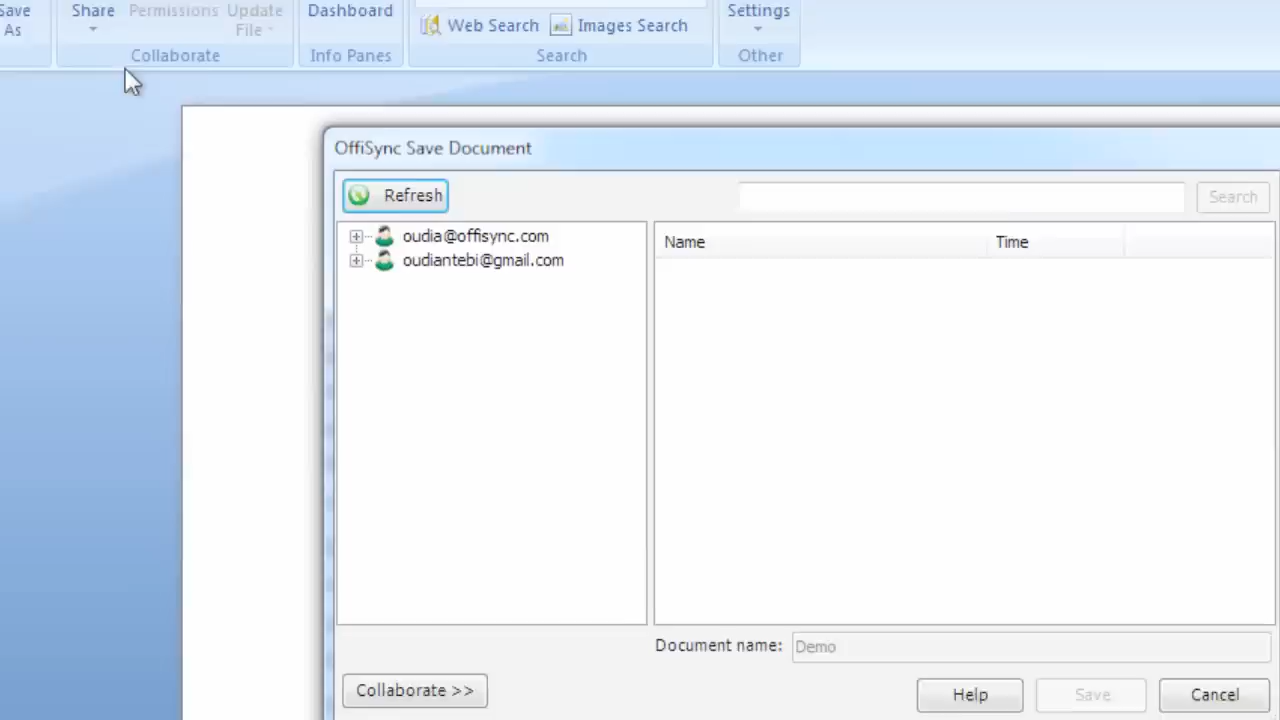 Save
As
Share
Permissions
Update
File
Collaborate
Dashboard
Info Panes
Web Search
Images Search
Search
Settings
Other
OffiSync Save Document
Refresh
Search
oudia@offisync.com
oudiantebi@gmail.com
Name
Time
Document name: Demo
Collaborate >>
Help
Save
Cancel